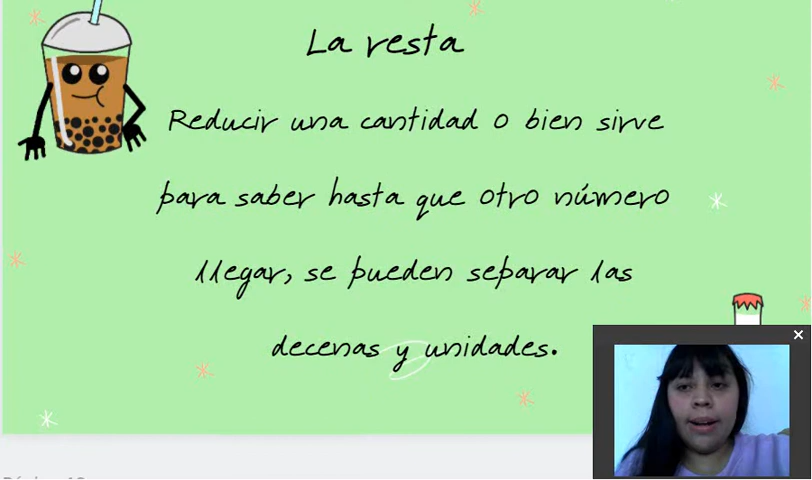 La resta
Reducir una cantidad o bien sirve
para saber hasta que otro número
llegar, se pueden separar las
decenas y unidades.